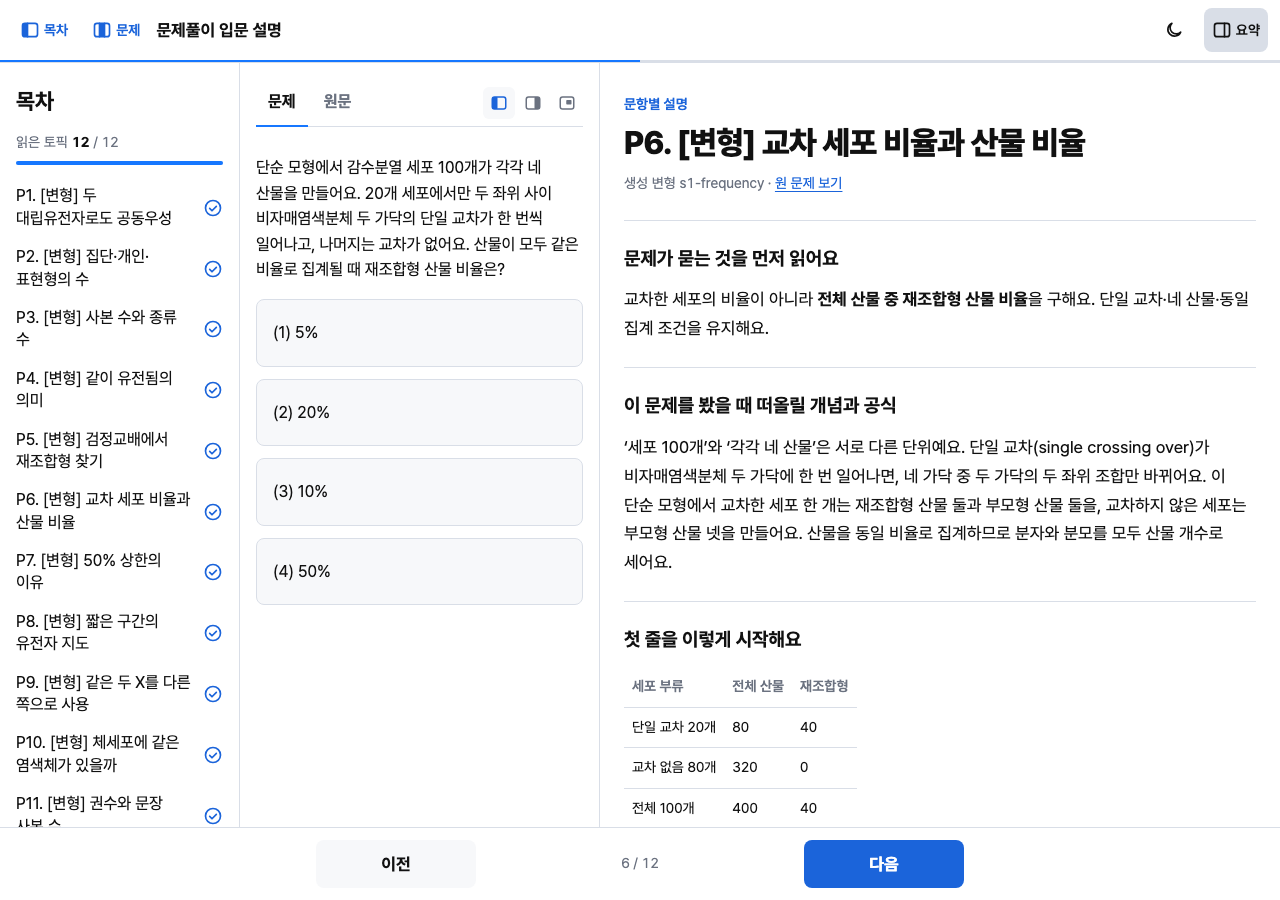 목차
문제
문제풀이 입문 설명
요약
목차
읽은 토픽 12 / 12
P1. [변형] 두
대립유전자로도 공동우성
P2. [변형] 집단·개인·
표현형의 수
P3. [변형] 사본 수와 종류
수
P4. [변형] 같이 유전됨의
의미
P5. [변형] 검정교배에서
재조합형 찾기
P6. [변형] 교차 세포 비율과
산물 비율
P7. [변형] 50% 상한의
이유
P8. [변형] 짧은 구간의
유전자 지도
P9. [변형] 같은 두 X를 다른
쪽으로 사용
P10. [변형] 체세포에 같은
염색체가 있을까
P11. [변형] 권수와 문장
사본 수
문제
원문
단순 모형에서 감수분열 세포 100개가 각각 네
산물을 만들어요. 20개 세포에서만 두 좌위 사이
비자매염색분체 두 가닥의 단일 교차가 한 번씩
일어나고, 나머지는 교차가 없어요. 산물이 모두 같은
비율로 집계될 때 재조합형 산물 비율은?
(1) 5%
(2) 20%
(3) 10%
(4) 50%
문항별 설명
P6. [변형] 교차 세포 비율과 산물 비율
생성 변형 s1-frequency · 원 문제 보기
문제가 묻는 것을 먼저 읽어요
교차한 세포의 비율이 아니라 전체 산물 중 재조합형 산물 비율을 구해요. 단일 교차·네 산물·동일
집계 조건을 유지해요.
이 문제를 봤을 때 떠올릴 개념과 공식
‘세포 100개’와 ‘각각 네 산물’은 서로 다른 단위예요. 단일 교차(single crossing over)가
비자매염색분체 두 가닥에 한 번 일어나면, 네 가닥 중 두 가닥의 두 좌위 조합만 바뀌어요. 이
단순 모형에서 교차한 세포 한 개는 재조합형 산물 둘과 부모형 산물 둘을, 교차하지 않은 세포는
부모형 산물 넷을 만들어요. 산물을 동일 비율로 집계하므로 분자와 분모를 모두 산물 개수로
세어요.
첫 줄을 이렇게 시작해요
세포 부류 전체 산물 재조합형
단일 교차 20개 80 40
교차 없음 80개 320 0
전체 100개 400 40
이전
6 / 12
다음